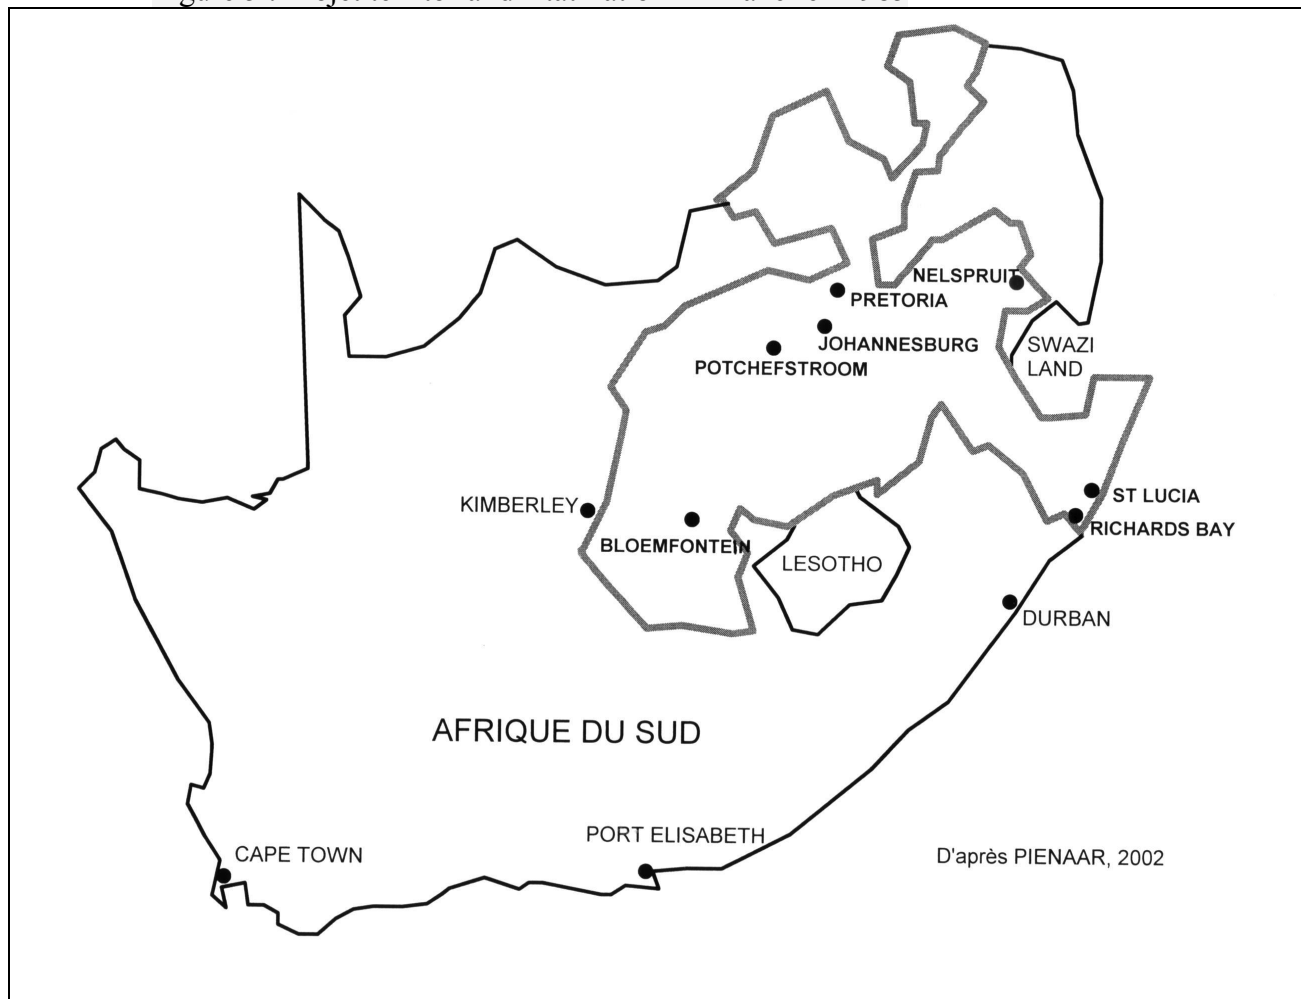 NELSPRUIT
PRETORIA
JOHANNESBURG
POTCHEFSTROOM
SWAZI
LAND
KIMBERLEY
ST LUCIA
BLOEMFONTEIN
RICHARDS BAY
LESOTHO
DURBAN
AFRIQUE DU SUD
PORT ELISABETH
CAPE TOWN
D'après PIENAAR, 2002